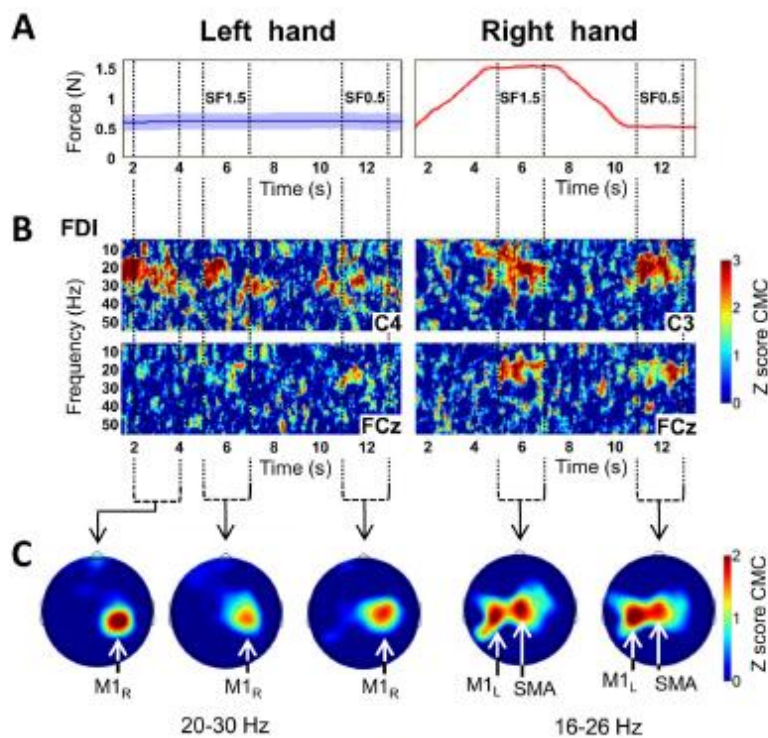 A
Left hand
Right hand
Force (N)
1.5
1
0.5
0
SF1.5
SF0.5
SF1.5
SF0.5
2 4 6 8 10 12
2 4 6 8 10 12
Time (s)
Time (s)
B
FDI
Frequency (Hz)
10
20
30
40
50
C4
C3
10
20
30
40
50
FCz
FCz
2 4 6 8 10 12
2 4 6 8 10 12
Time (s)
Time (s)
3
2
1
0
Z score CMC
C
M1R
M1R
M1R
M1L
SMA
M1L
SMA
2
1
0
Z score CMC
20-30 Hz
16-26 Hz